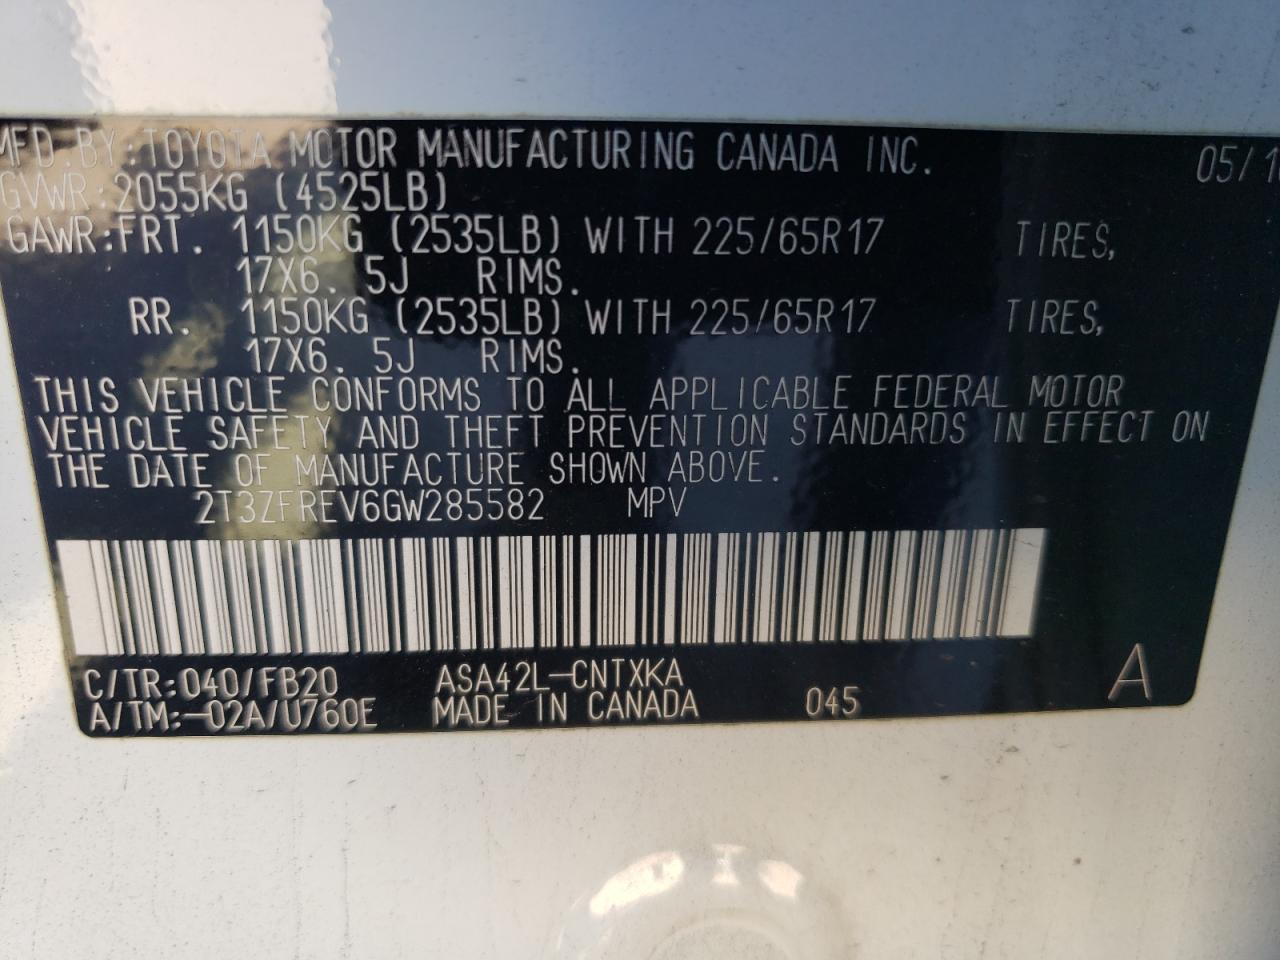 MFD. BY: TOYOTA MOTOR MANUFACTURING CANADA INC. 05/1
GVWR: 2055KG (4525LB)
GAWR: FRT. 1150KG (2535LB) WITH 225/65R17 TIRES,
17X6. 5J RIMS.
RR. 1150KG (2535LB) WITH 225/65R17 TIRES,
17X6. 5J RIMS.
THIS VEHICLE CONFORMS TO ALL APPLICABLE FEDERAL MOTOR
VEHICLE SAFETY AND THEFT PREVENTION STANDARDS IN EFFECT ON
THE DATE OF MANUFACTURE SHOWN ABOVE.
2T3ZFREV6GW285582 MPV
C/TR: 040/FB20 ASA42L-CNTXKA
A/TM:-02A/U760E MADE IN CANADA 045 A